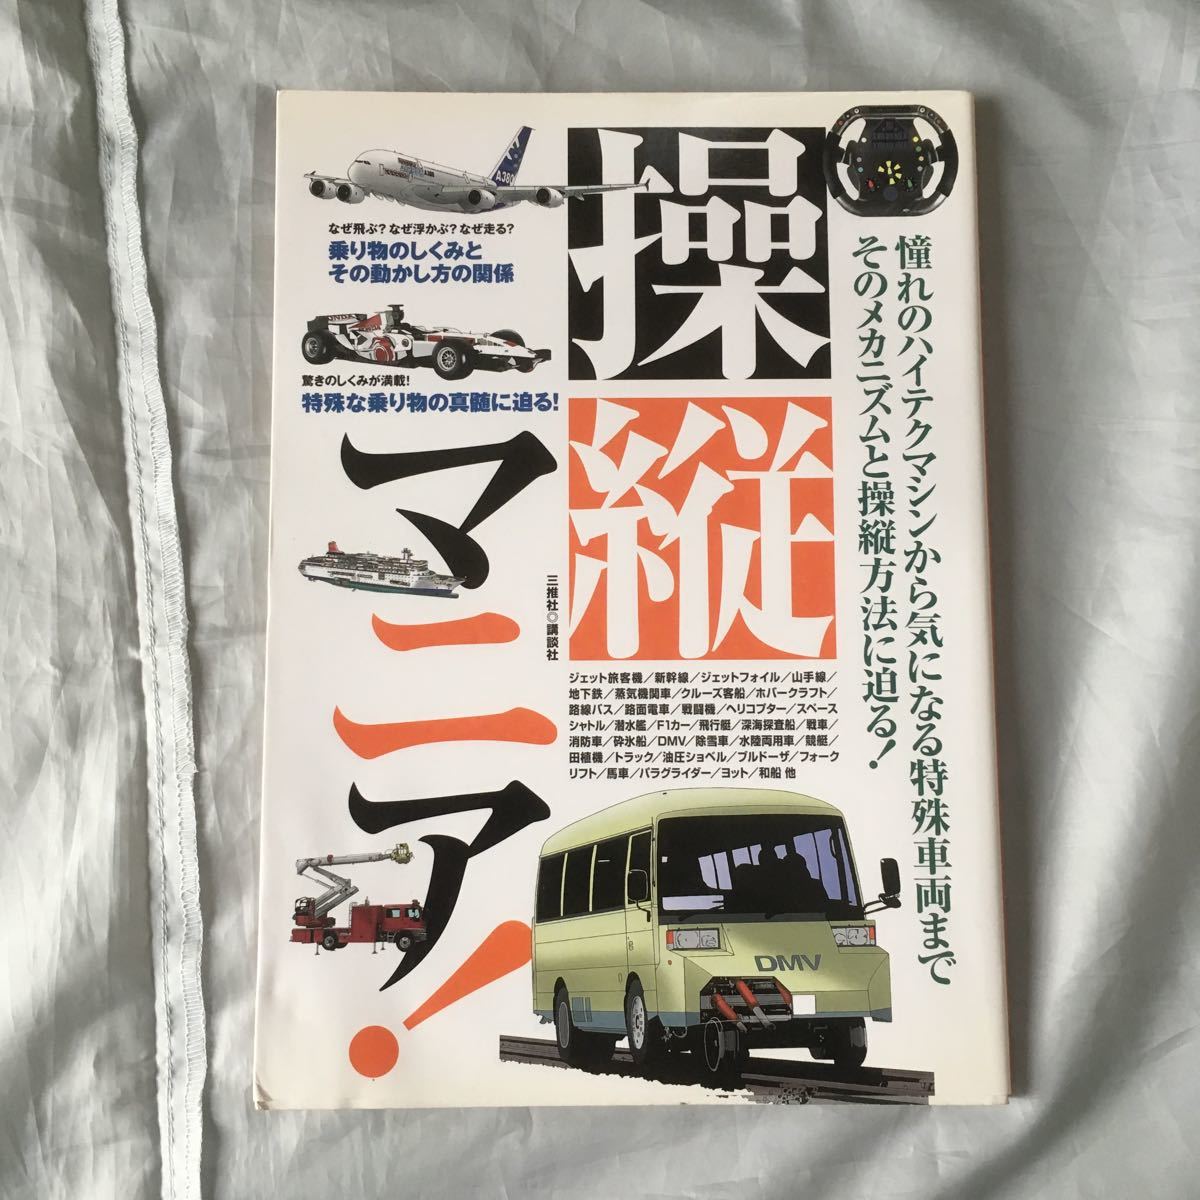 憧れのハイテクマシンから気になる特殊車両まで
そのメカニズムと操縦方法に迫る！
操縦
マニア！
A380
A380
なぜ飛ぶ？なぜ浮かぶ？なぜ走る？
乗り物のしくみと
その動かし方の関係
HONDA
驚きのしくみが満載！
特殊な乗り物の真髄に迫る！
三推社◎講談社
ジェット旅客機／新幹線／ジェットフォイル／山手線／
地下鉄／蒸気機関車／クルーズ客船／ホバークラフト／
路線バス／路面電車／戦闘機／ヘリコプター／スペース
シャトル／潜水艦／F1カー／飛行艇／深海探査船／戦車／
消防車／砕氷船／DMV／除雪車／水陸両用車／競艇／
田植機／トラック／油圧ショベル／ブルドーザ／フォーク
リフト／馬車／パラグライダー／ヨット／和船 他
DMV